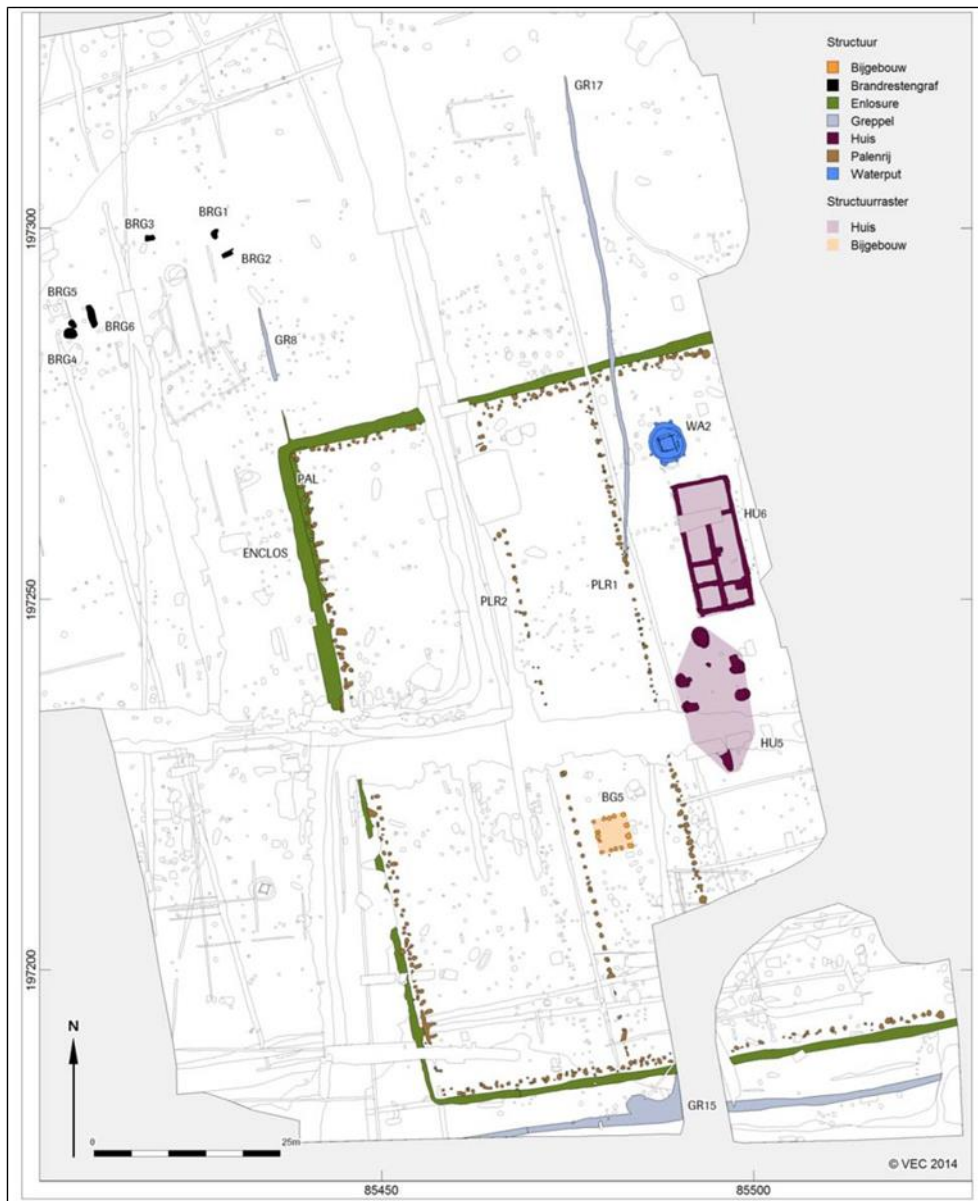 Structuur
Bijgebouw
Brandrestengraf
Enlosure
Greppel
Huis
Palenrij
Waterput
Structuurraster
Huis
Bijgebouw
GR17
197300
BRG3
BRG1
BRG2
BRG5
BRG6
BRG4
GR8
WA2
PAL
HU6
ENCLOS
PLR2
PLR1
197250
HU5
BG5
197200
N
GR15
0
25m
© VEC 2014
85450
85500